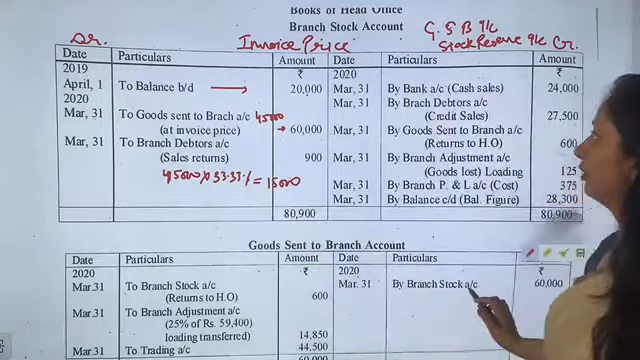 Books of Head Office
Branch Stock Account
G. S B A/c
Stock Reserve A/c
Dr. Invoice Price Cr.
Date Particulars Amount Date Particulars Amount
2019 ₹ 2020 ₹
April, 1 To Balance b/d 20,000 Mar, 31 By Bank a/c (Cash sales) 24,000
2020 Mar, 31 By Brach Debtors a/c
Mar, 31 To Goods sent to Brach a/c 45000 (Credit Sales) 27,500
(at invoice price) 60,000 Mar, 31 By Goods Sent to Branch a/c
Mar, 31 To Branch Debtors a/c (Returns to H.O) 600
(Sales returns) 900 Mar, 31 By Branch Adjustment a/c
(Goods lost) Loading 125
45000 x 33.33% = 15000 Mar, 31 By Branch P. & L a/c (Cost) 375
Mar, 31 By Balance c/d (Bal. Figure) 28,300
80,900 80,900
Goods Sent to Branch Account
Date Particulars Amount Date Particulars
2020 ₹ 2020 ₹
Mar.31 To Branch Stock a/c Mar, 31 By Branch Stock a/c 60,000
(Returns to H.O) 600
Mar.31 To Branch Adjustment a/c
(25% of Rs. 59,400)
loading transferred) 14,850
Mar.31 To Trading a/c 44,500
60,000